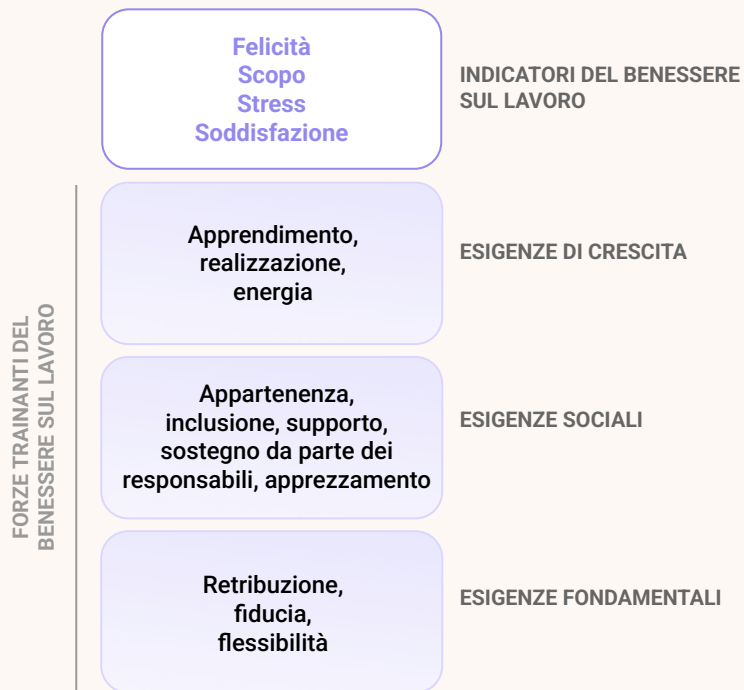 Felicità
Scopo
Stress
Soddisfazione
INDICATORI DEL BENESSERE
SUL LAVORO
FORZE TRAINANTI DEL
BENESSERE SUL LAVORO
Apprendimento,
realizzazione,
energia
ESIGENZE DI CRESCITA
Appartenenza,
inclusione, supporto,
sostegno da parte dei
responsabili, apprezzamento
ESIGENZE SOCIALI
Retribuzione,
fiducia,
flessibilità
ESIGENZE FONDAMENTALI